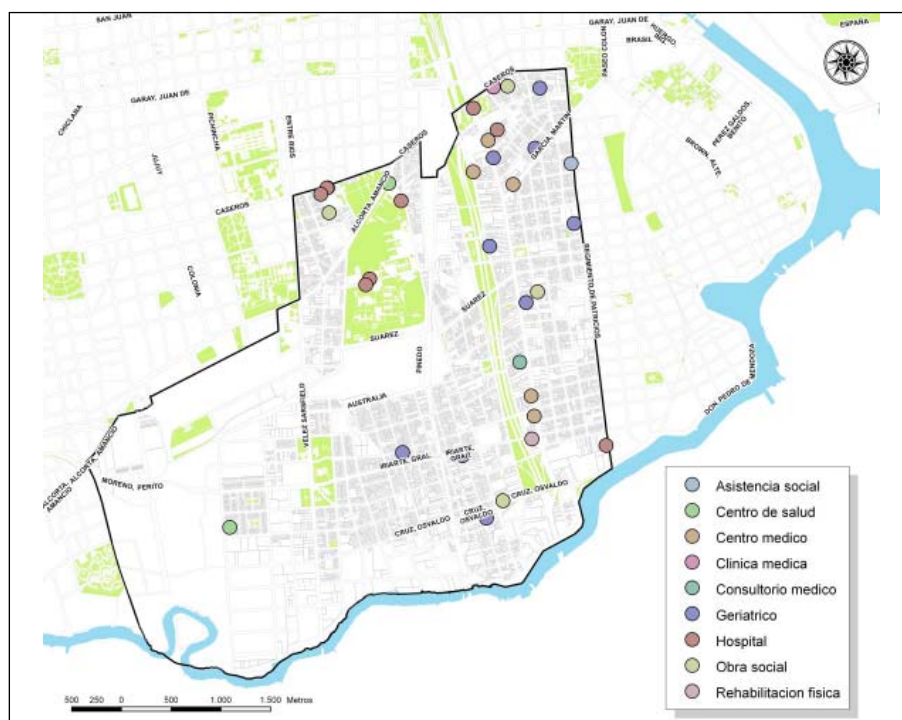 SAN JUAN
GARAY, JUAN DE
ESPAÑA
BRASIL
PASEO COLON
CASEROS
GARAY, JUAN DE
CHICLANA
PICHINCHA
ENTRE RIOS
JUJUY
CASEROS
GARCIA, MARTIN
PEREZ GALDOS,
BENITO
BROWN, ALTE.
ALCORTA, AMANCIO
CASEROS
COLONIA
REGIMIENTO DE PATRICIOS
SUAREZ
SUAREZ
PINEDO
DON PEDRO DE MENDOZA
AUSTRALIA
VELEZ SARSFIELD
ALCORTA, ALCORTA, AMANCIO
AMANCIO
IRIARTE, GRAL
IRIARTE,
GRAL
MORENO, PERITO
CRUZ, OSVALDO
CRUZ,
OSVALDO
CRUZ, OSVALDO
Asistencia social
Centro de salud
Centro medico
Clinica medica
Consultorio medico
Geriatrico
Hospital
Obra social
Rehabilitacion fisica
500 250 0 500 1.000 1.500 Metros